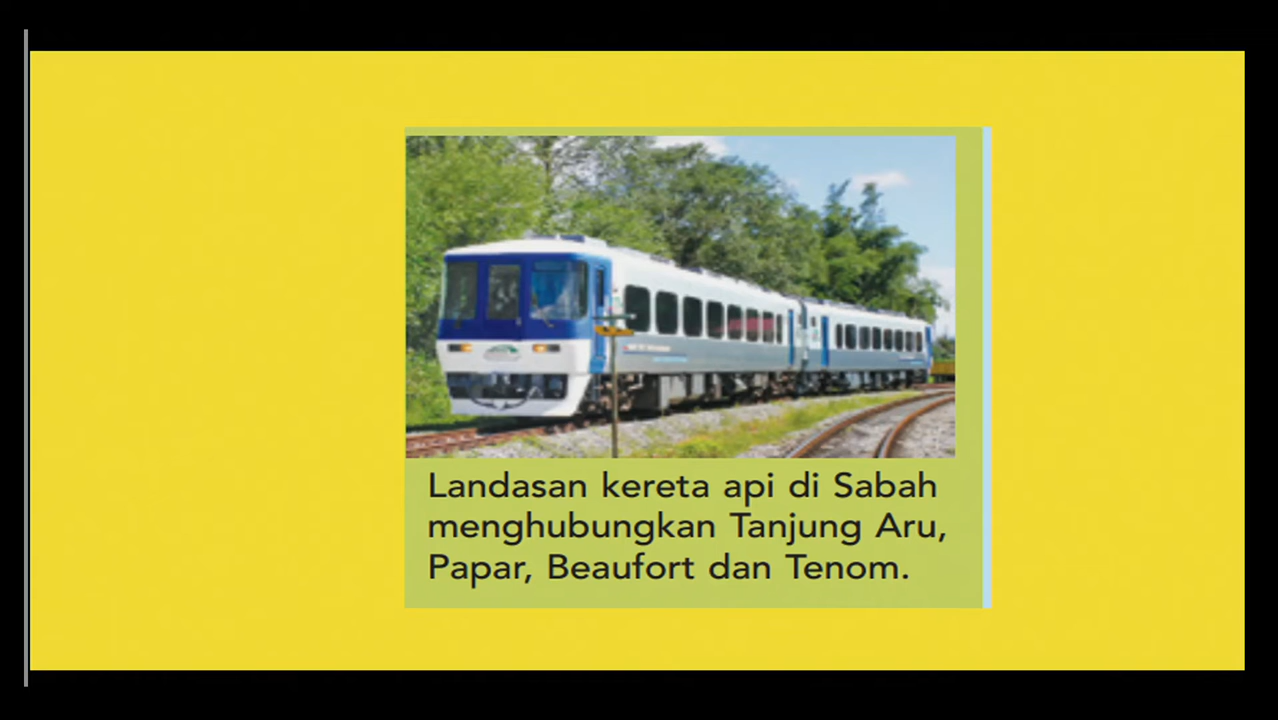 Landasan kereta api di Sabah
menghubungkan Tanjung Aru,
Papar, Beaufort dan Tenom.